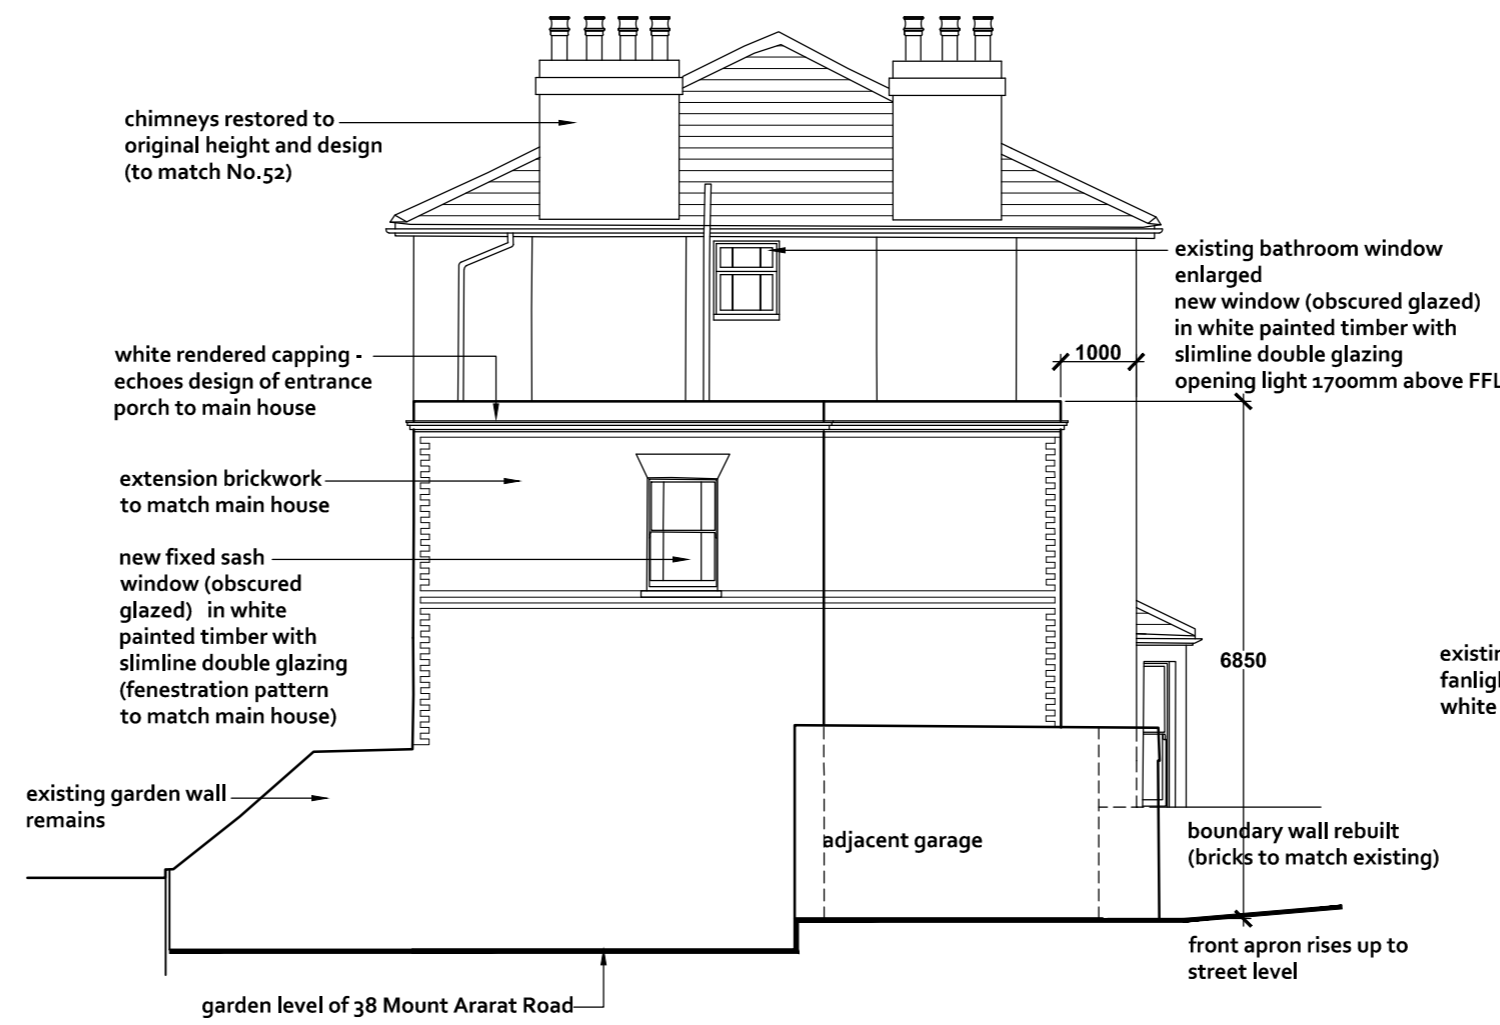 chimneys restored to
original height and design
(to match No.52)
existing bathroom window
enlarged
new window (obscured glazed)
in white painted timber with
slimline double glazing
opening light 1700mm above FFL
1000
white rendered capping -
echoes design of entrance
porch to main house
extension brickwork
to match main house
new fixed sash
window (obscured
glazed) in white
painted timber with
slimline double glazing
(fenestration pattern
to match main house)
6850
fanlig
white
existing garden wall
remains
adjacent garage
boundary wall rebuilt
(bricks to match existing)
front apron rises up to
street level
garden level of 38 Mount Ararat Road